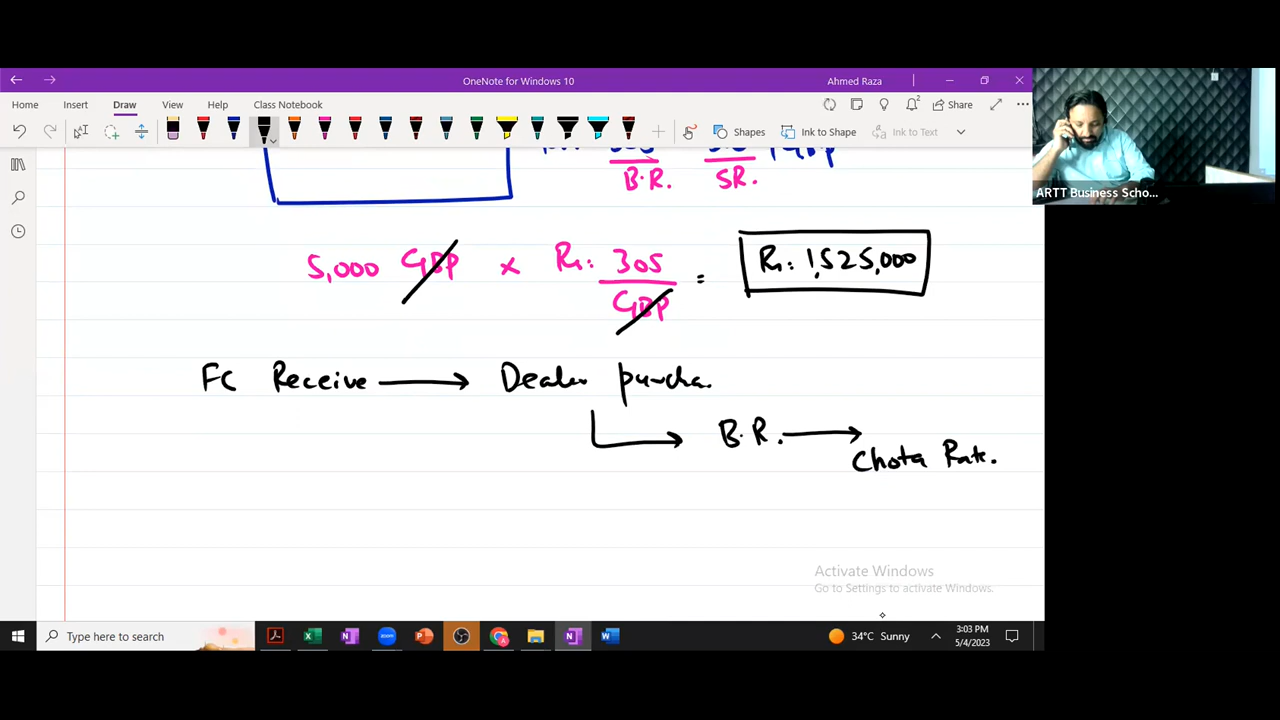 OneNote for Windows 10
Ahmed Raza
Home Insert Draw View Help Class Notebook
Share
Shapes Ink to Shape Ink to Text
B.R. SR.
ARTT Business Scho...
5,000 GBP x Rs: 305 = Rs: 1,525,000
GBP
FC Receive → Dealer purcha.
B.R. →
Chota Rate.
Activate Windows
Go to Settings to activate Windows.
Type here to search
34°C Sunny
3:03 PM
5/4/2023